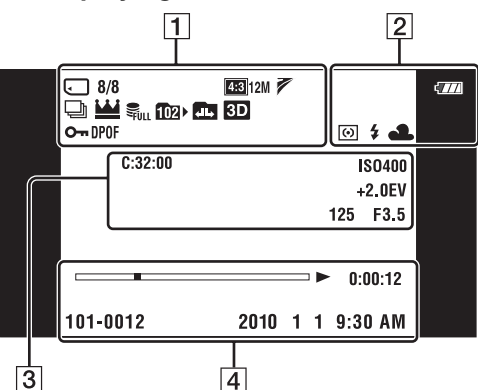 1
2
8/8
4:3 12M
FULL 102 3D
DPOF
C:32:00
ISO400
+2.0EV
125 F3.5
0:00:12
101-0012 2010 1 1 9:30 AM
3
4